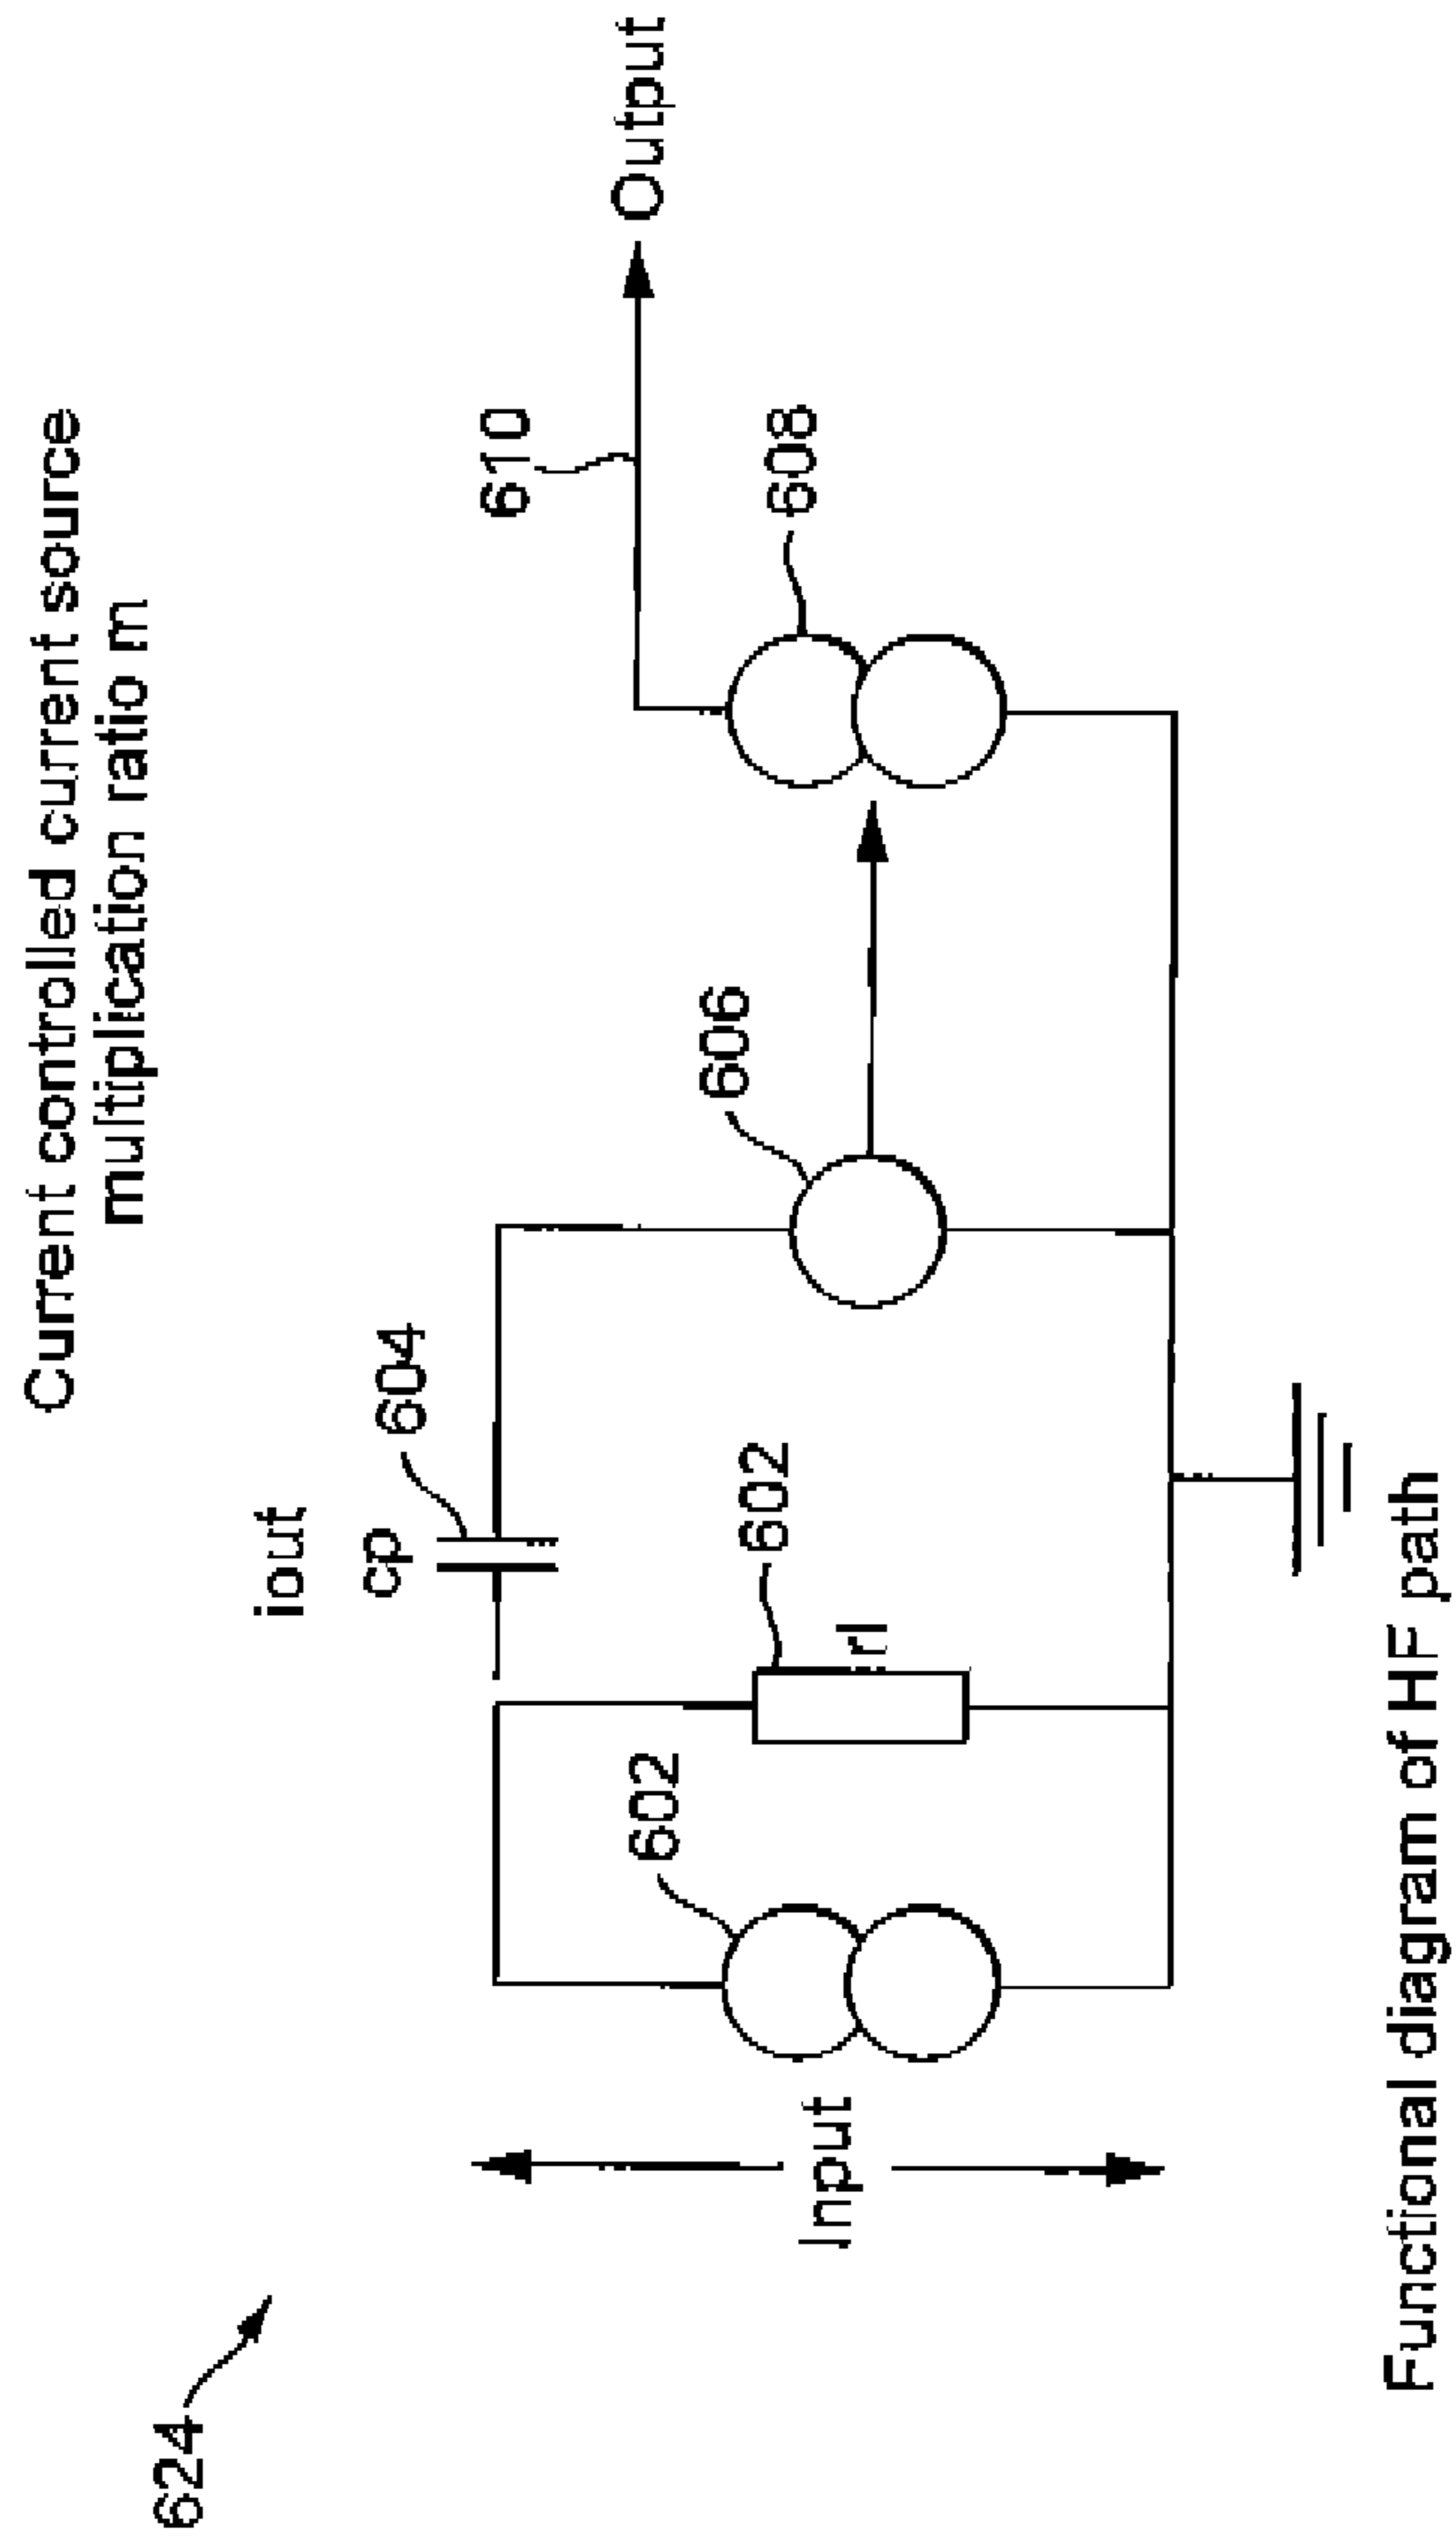 Current controlled current source
multiplication ratio m
iout
cp
604
610
Output
606
608
602
rl
602
Input
624
Functional diagram of HF path